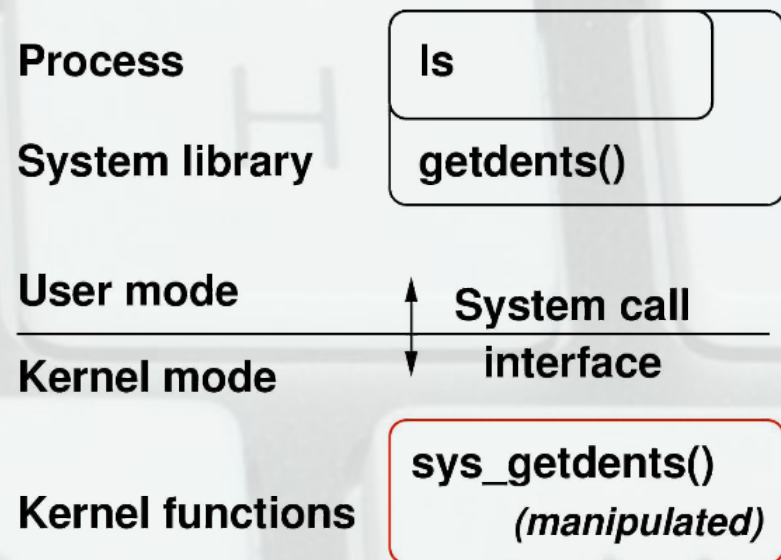 Process ls
System library getdents()
User mode
System call
Kernel mode
interface
sys_getdents()
Kernel functions
(manipulated)